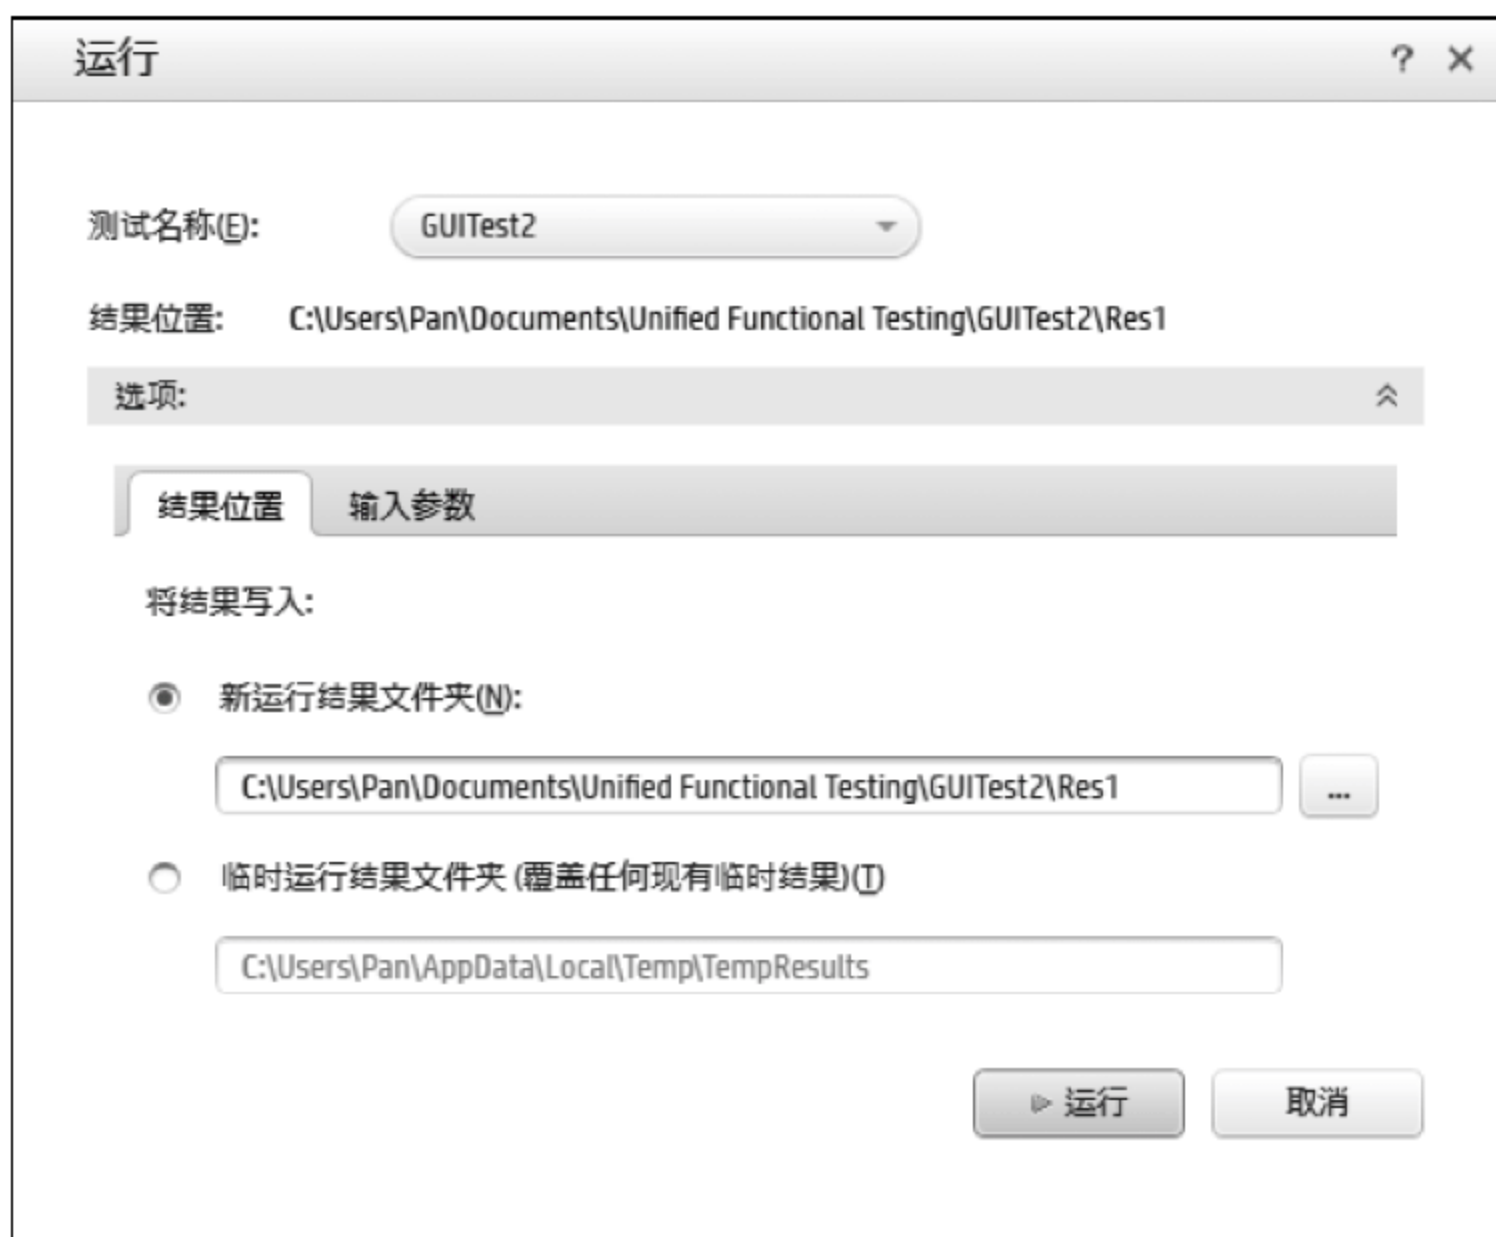 运行 ? ×
测试名称(E): GUITest2
结果位置: C:\Users\Pan\Documents\Unified Functional Testing\GUITest2\Res1
选项:
结果位置 输入参数
将结果写入:
新运行结果文件夹(N):
C:\Users\Pan\Documents\Unified Functional Testing\GUITest2\Res1 ...
临时运行结果文件夹 (覆盖任何现有临时结果)(T)
C:\Users\Pan\AppData\Local\Temp\TempResults
运行 取消